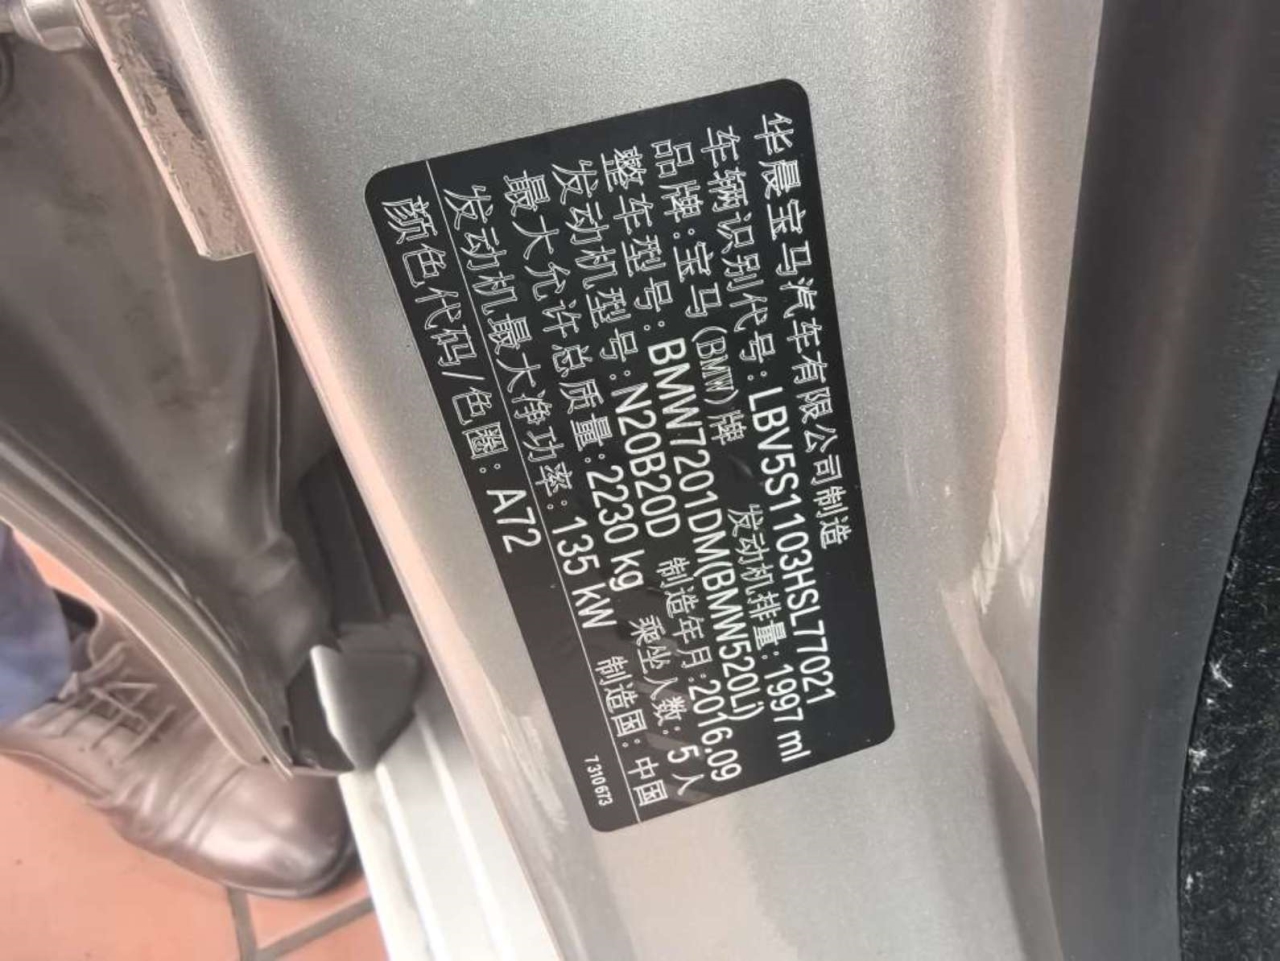 华晨宝马汽车有限公司制造
车辆识别代号:LBV5S1103HSL77021
品牌:宝马(BMW)牌 发动机排量:1997 ml
整车型号:BMW7201DM(BMW520Li)
发动机型号:N20B20D 制造年月:2016.09
最大允许总质量:2230 kg 乘坐人数:5人
发动机最大净功率:135 kW 制造国:中国
颜色代码/色圈:A72 7310673